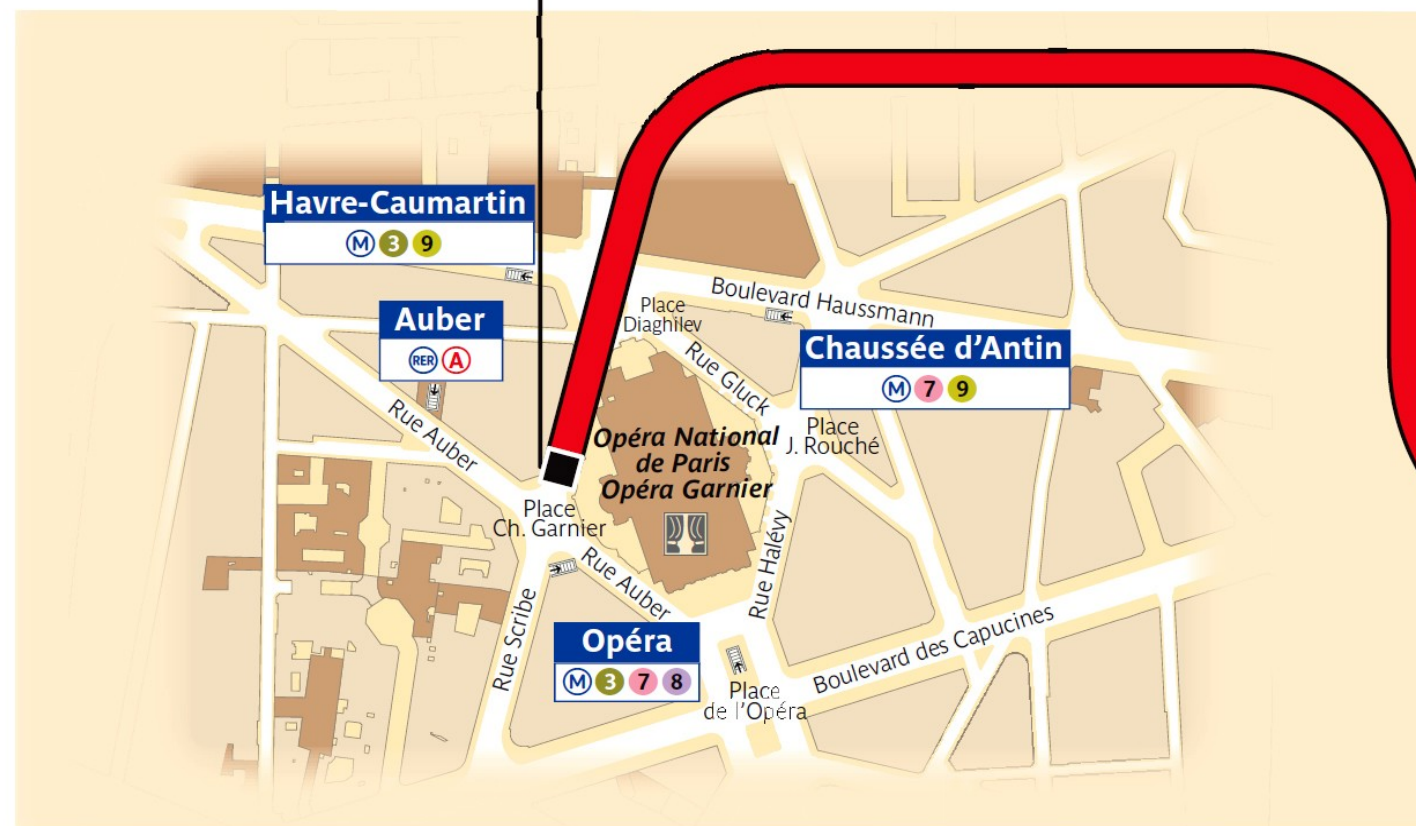 Havre-Caumartin
M 3 9
Auber
RER A
Boulevard Haussmann
Place
Diaghilev
Rue Gluck
Chaussée d'Antin
M 7 9
Rue Auber
Opéra National
de Paris
Opéra Garnier
Place
J. Rouché
Place
Ch. Garnier
Rue Auber
Rue Halévy
Rue Scribe
Opéra
M 3 7 8
Boulevard des Capucines
Place
de l'Opéra